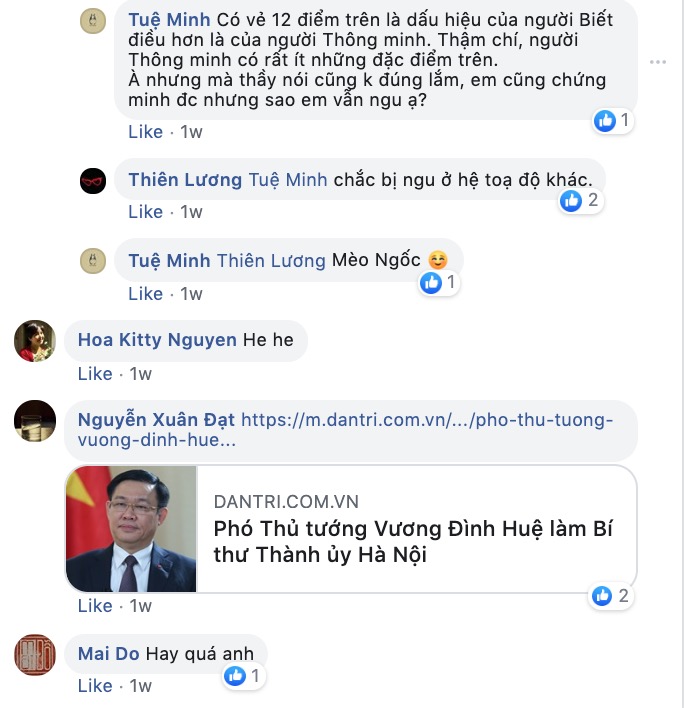 Tuệ Minh Có vẻ 12 điểm trên là dấu hiệu của người Biết
điều hơn là của người Thông minh. Thậm chí, người
Thông minh có rất ít những đặc điểm trên.
À nhưng mà thầy nói cũng k đúng lắm, em cũng chứng
minh đc nhưng sao em vẫn ngu ạ?
1
Like · 1w
Thiên Lương Tuệ Minh chắc bị ngu ở hệ toạ độ khác.
2
Like · 1w
Tuệ Minh Thiên Lương Mèo Ngốc 😊
1
Like · 1w
Hoa Kitty Nguyen He he
Like · 1w
Nguyễn Xuân Đạt https://m.dantri.com.vn/.../pho-thu-tuong-
vuong-dinh-hue...
DANTRI.COM.VN
Phó Thủ tướng Vương Đình Huệ làm Bí
thư Thành ủy Hà Nội
2
Like · 1w
Mai Do Hay quá anh
1
Like · 1w